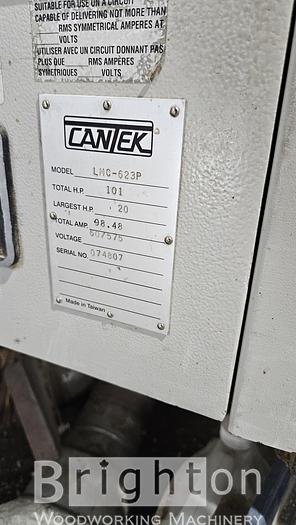 SUITABLE FOR USE ON A CIRCUIT
CAPABLE OF DELIVERING NOT MORE THAN
RMS SYMMETRICAL AMPERES AT
VOLTS
UTILISER AVEC UN CIRCUIT DONNANT PAS
PLUS QUE RMS AMPÈRES
SYMETRIQUES VOLTS
CANTEK
MODEL LMC-623P
TOTAL H.P. 101
LARGEST H.P. 20
TOTAL AMP. 98.48
VOLTAGE 60/575
SERIAL NO. 074807
Made in Taiwan
Brighton
WOODWORKING MACHINERY